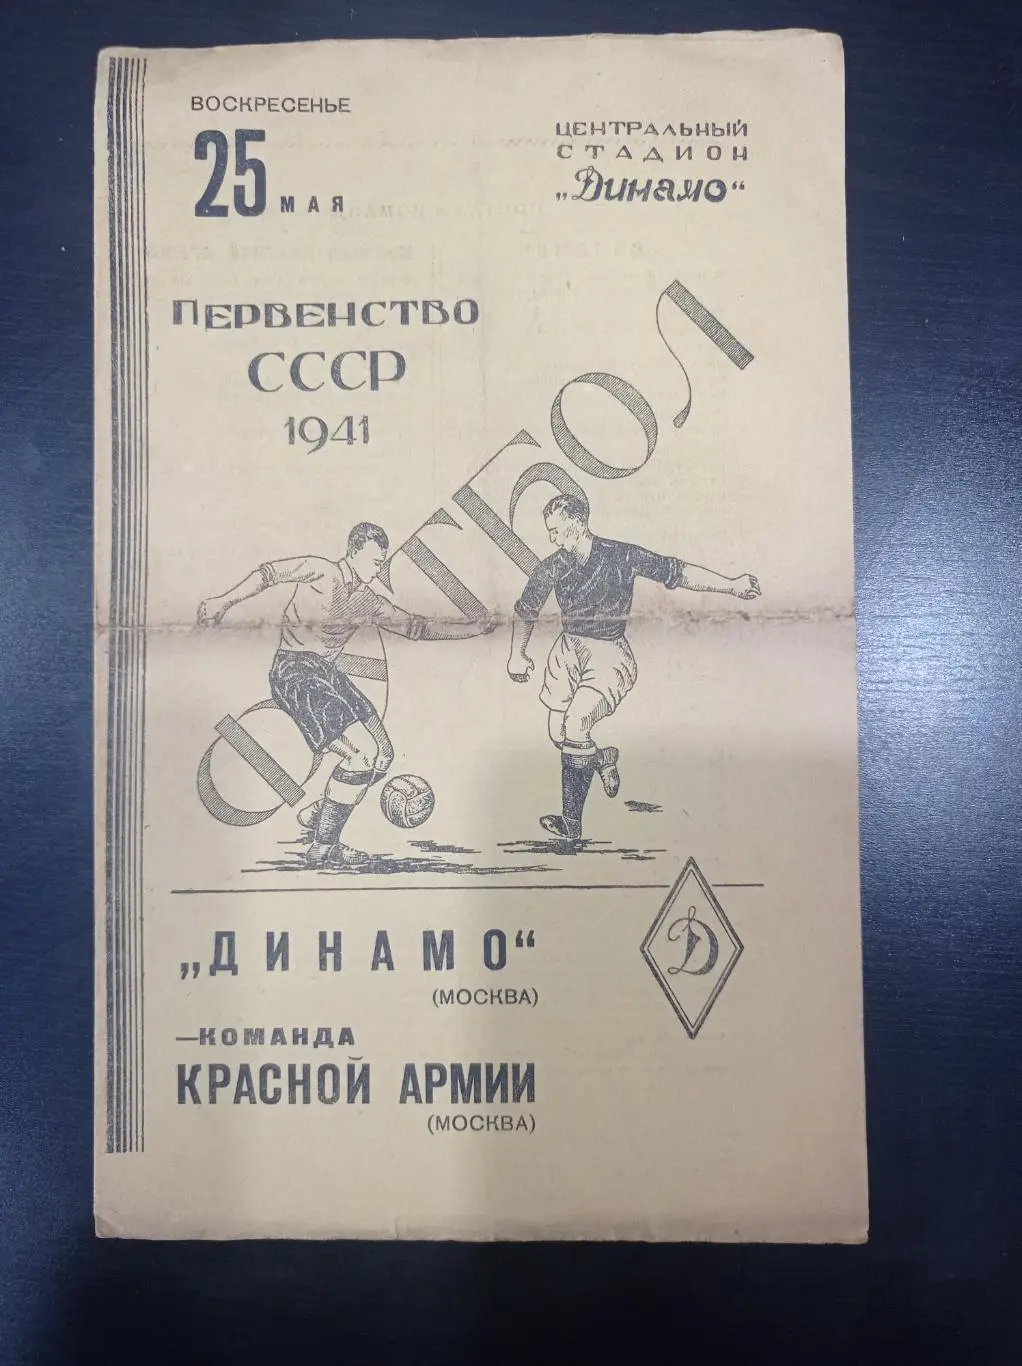 ВОСКРЕСЕНЬЕ
25 МАЯ
ЦЕНТРАЛЬНЫЙ
СТАДИОН
„Динамо“
ПЕРВЕНСТВО
СССР
1941
ФУТБОЛ
„ДИНАМО“
(МОСКВА)
—КОМАНДА
КРАСНОЙ АРМИИ
(МОСКВА)
Д